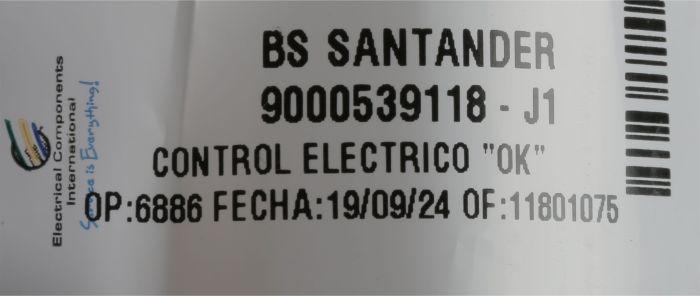 BS SANTANDER
9000539118 - J1
CONTROL ELECTRICO "OK"
OP:6886 FECHA:19/09/24 OF:11801075
Electrical Components
International
Service is Everything!